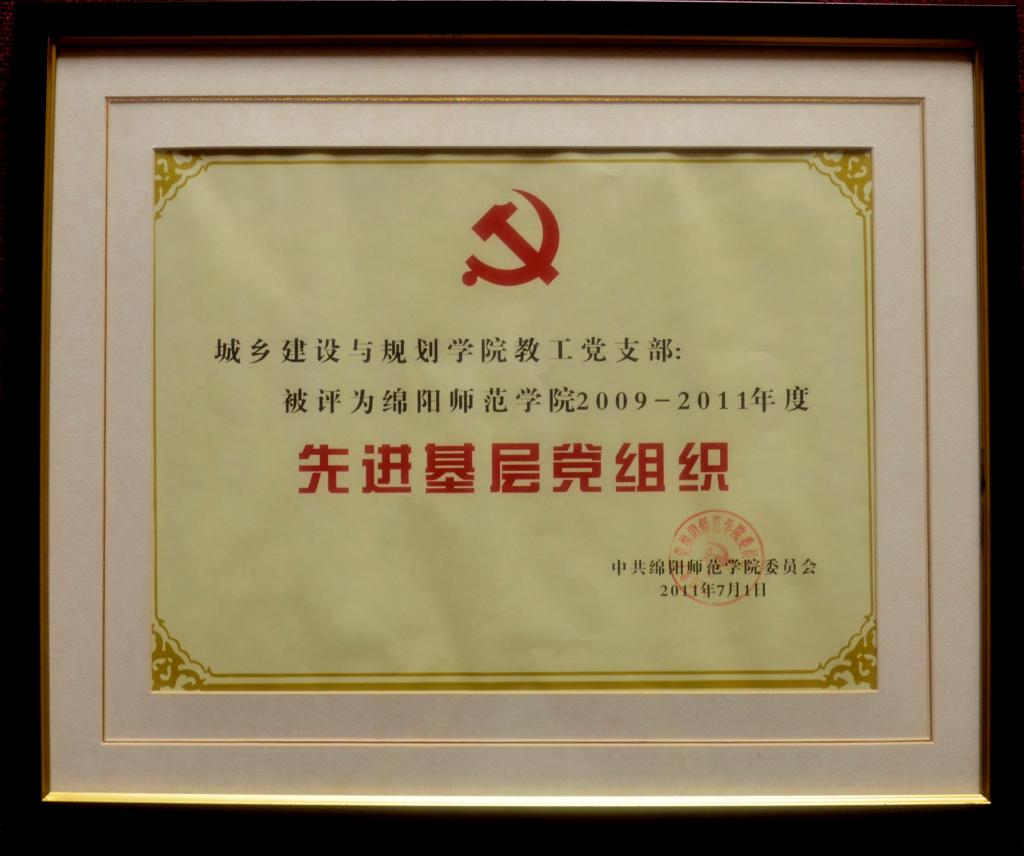 城乡建设与规划学院教工党支部:
被评为绵阳师范学院2009-2011年度
先进基层党组织
中共绵阳师范学院委员会
2011年7月1日